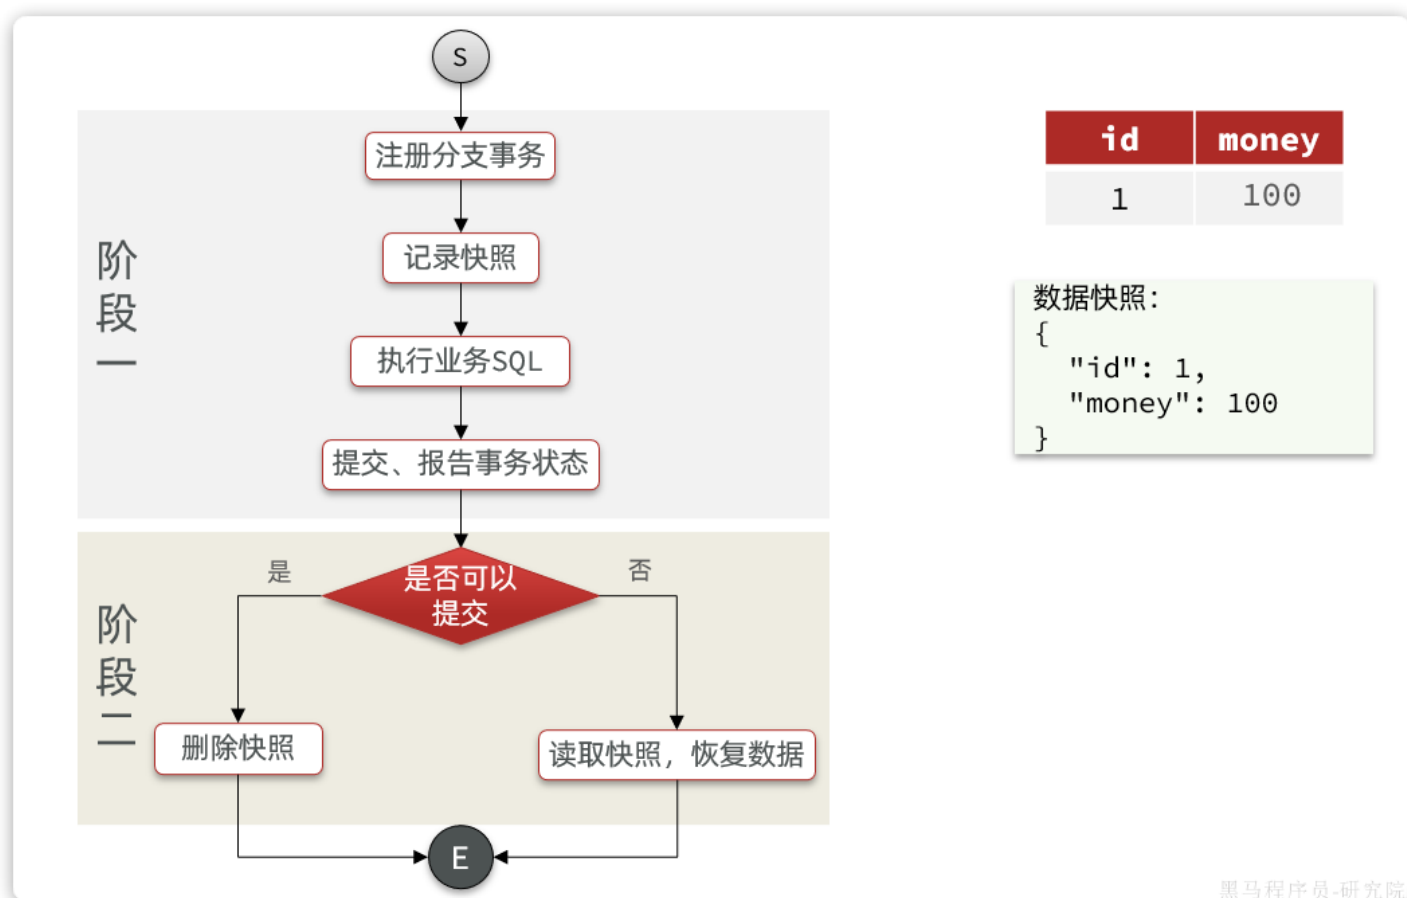 S
阶段一
注册分支事务
记录快照
执行业务SQL
提交、报告事务状态
阶段二
是否可以
提交
是
否
删除快照
读取快照，恢复数据
E
id money
1 100
数据快照：
{
"id": 1,
"money": 100
}
黑马程序员-研究院